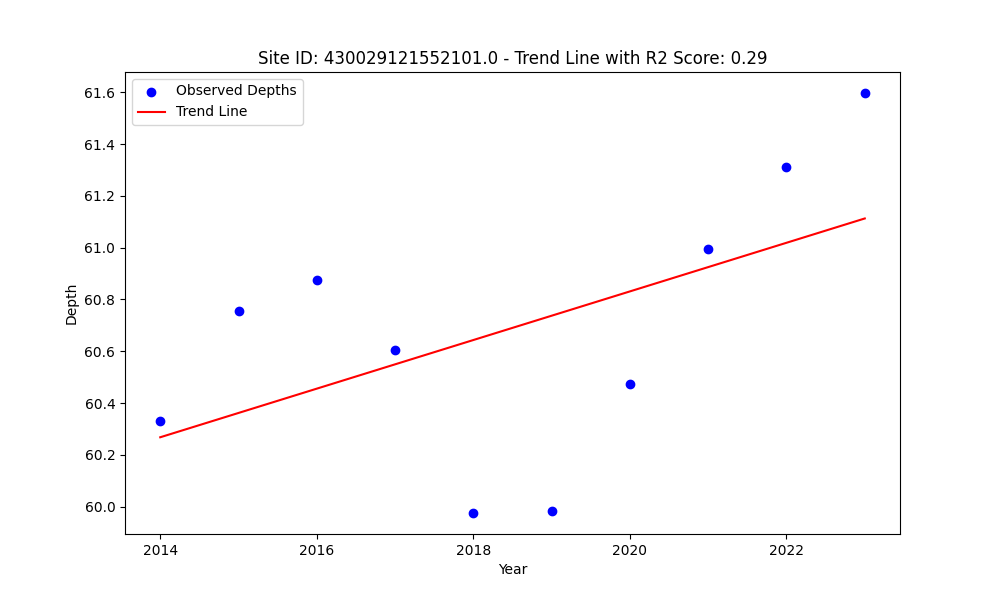 Site ID: 430029121552101.0 - Trend Line with R2 Score: 0.29
Observed Depths
Trend Line
61.6
61.4
61.2
61.0
60.8
60.6
60.4
60.2
60.0
Depth
2014
2016
2018
2020
2022
Year